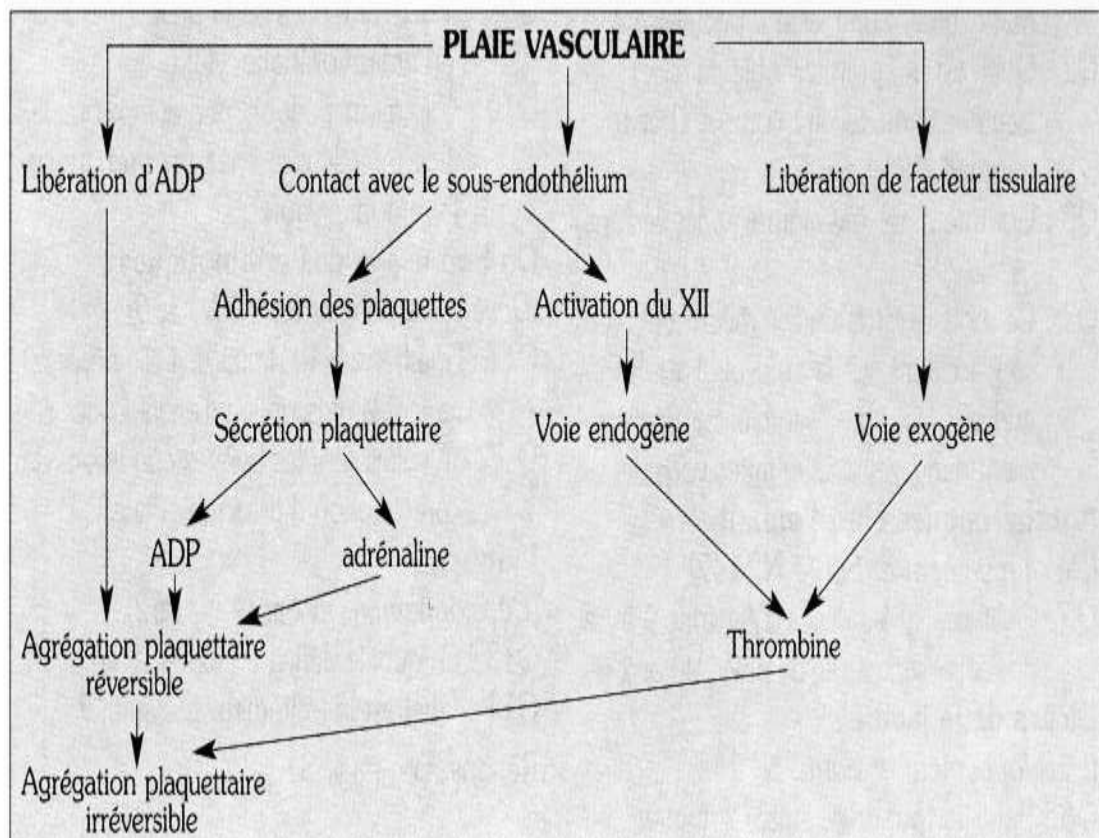 PLAIE VASCULAIRE
Libération d'ADP
Contact avec le sous-endothélium
Libération de facteur tissulaire
Adhésion des plaquettes
Activation du XII
Sécrétion plaquettaire
Voie endogène
Voie exogène
ADP
adrénaline
Agrégation plaquettaire
réversible
Thrombine
Agrégation plaquettaire
irréversible